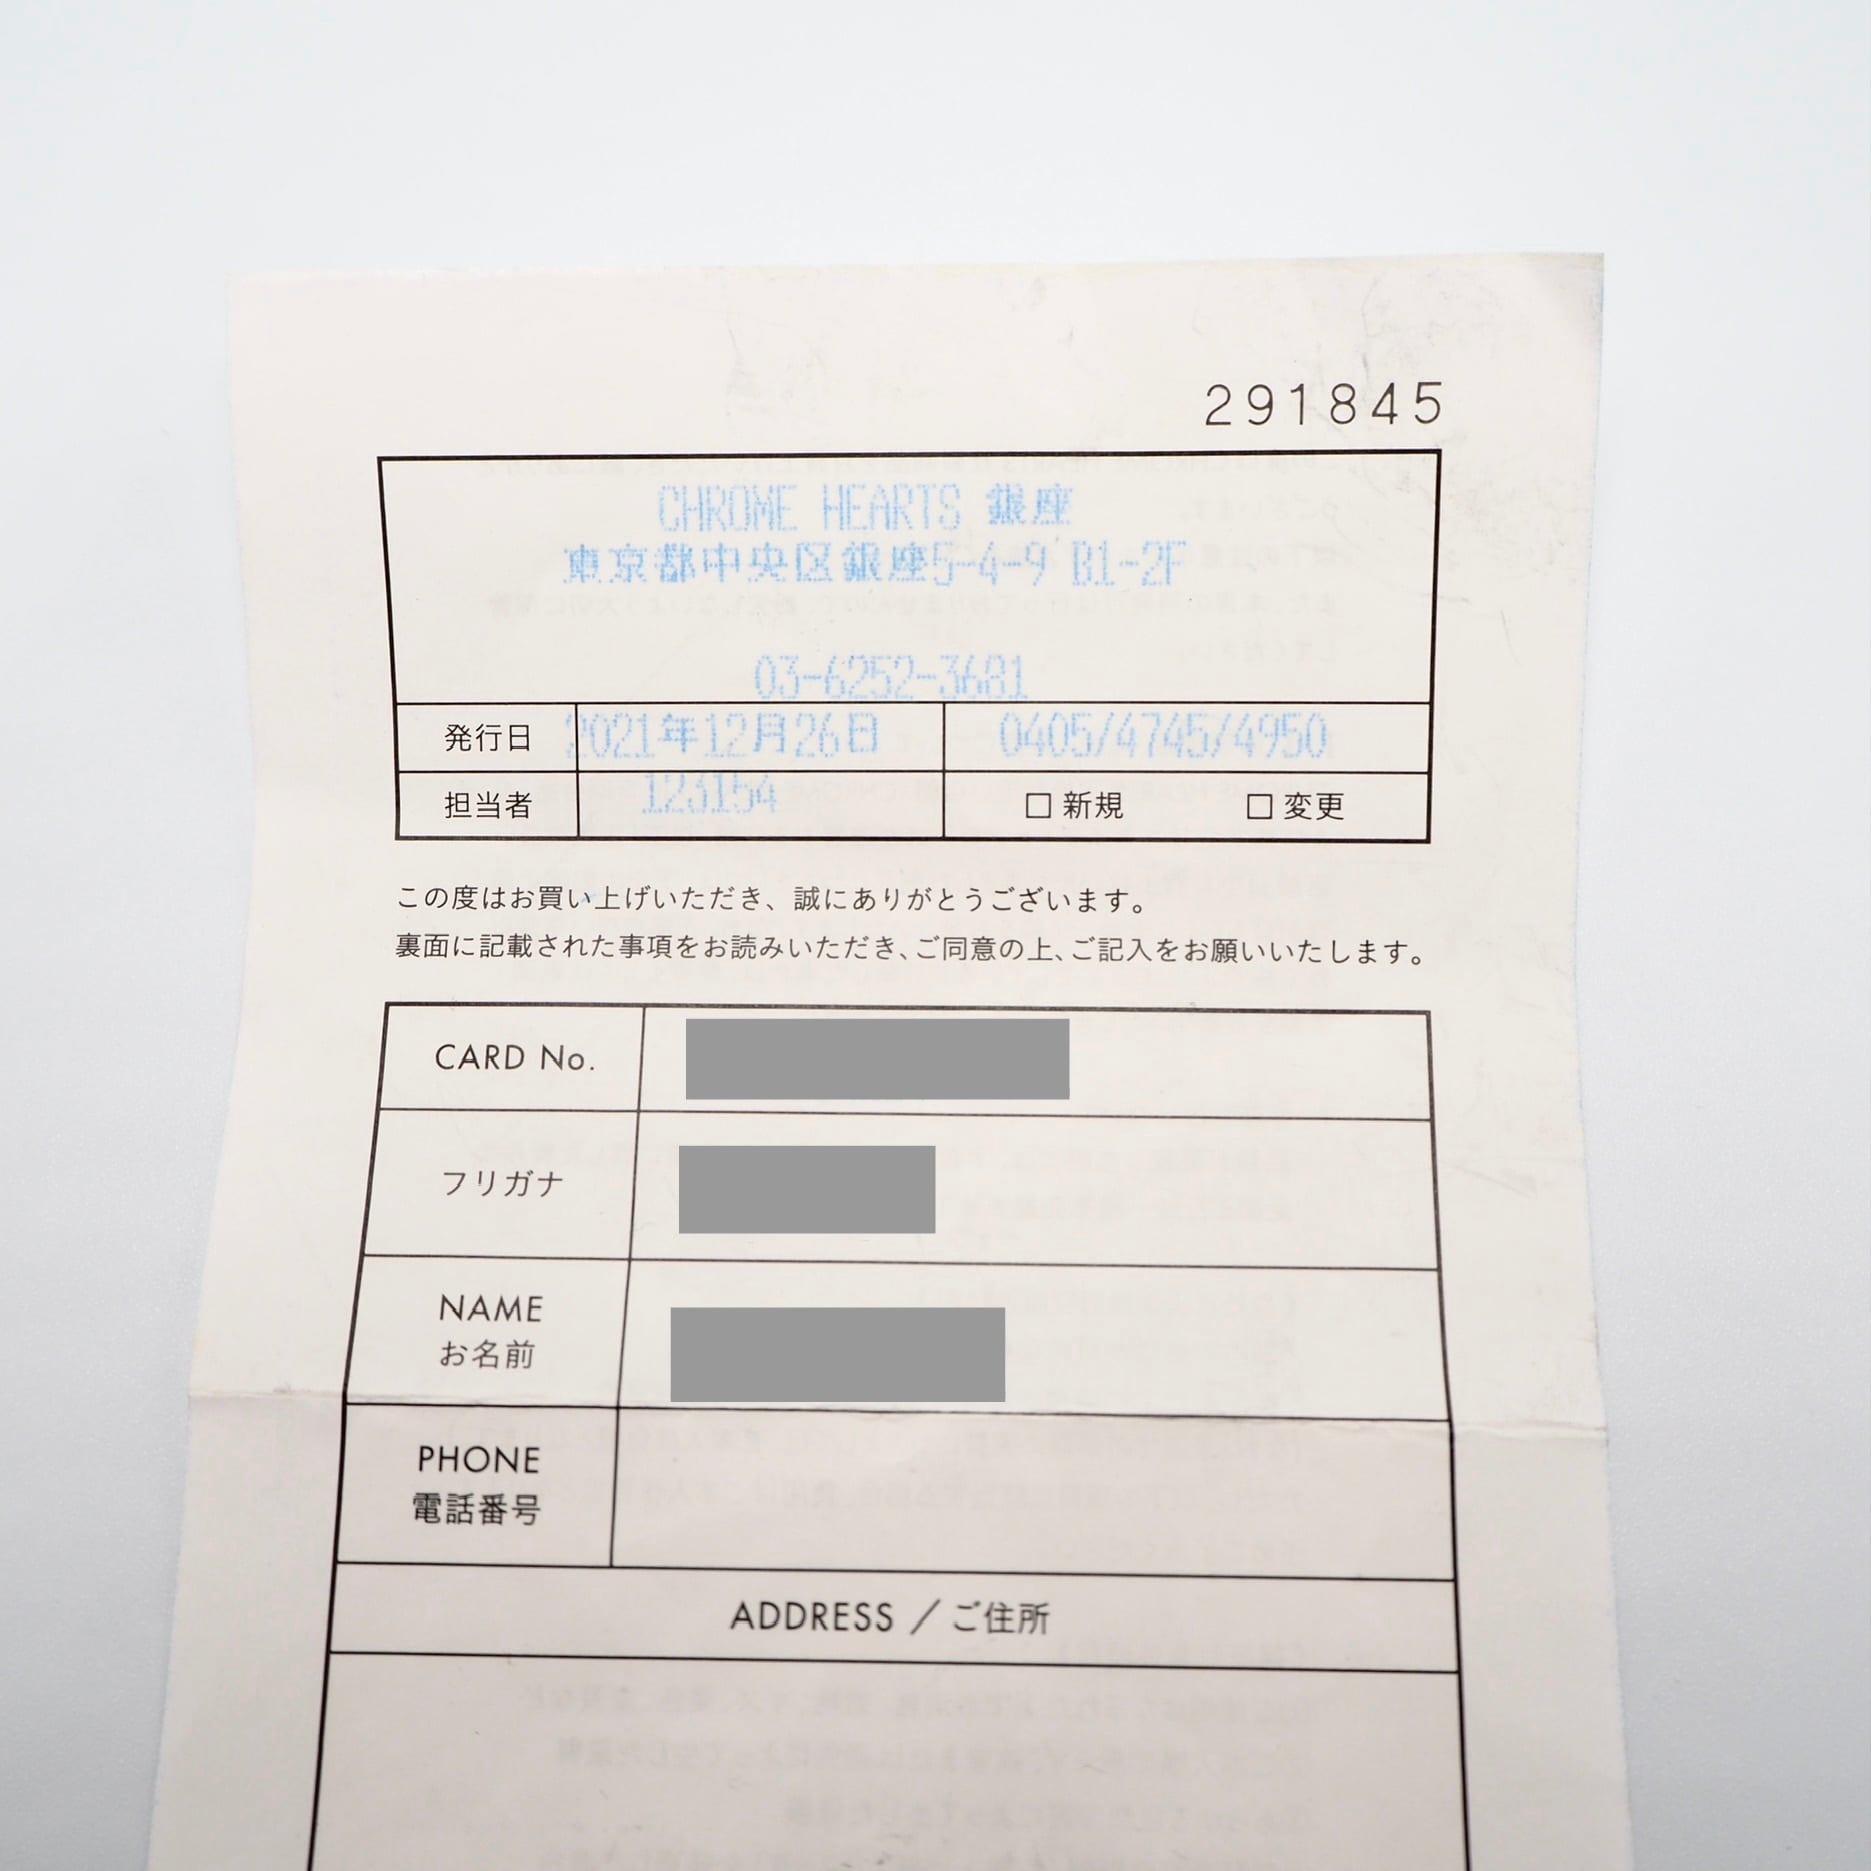 291845
CHROME HEARTS 銀座
東京都中央区銀座5-4-9 B1-2F
03-6252-3681
発行日 2021年12月26日 0405/4745/4950
担当者 123154 □ 新規 □ 変更
この度はお買い上げいただき、誠にありがとうございます。
裏面に記載された事項をお読みいただき、ご同意の上、ご記入をお願いいたします。
CARD No.
フリガナ
NAME
お名前
PHONE
電話番号
ADDRESS ／ ご住所